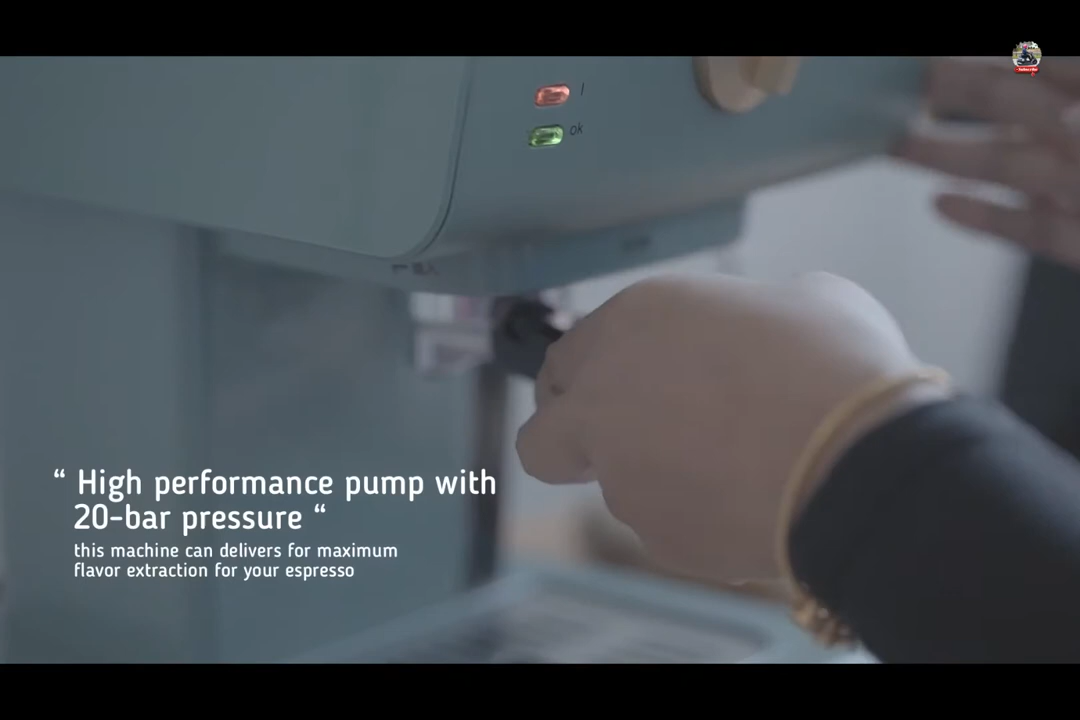 I
ok
“ High performance pump with
20-bar pressure “
this machine can delivers for maximum
flavor extraction for your espresso
Subscribe